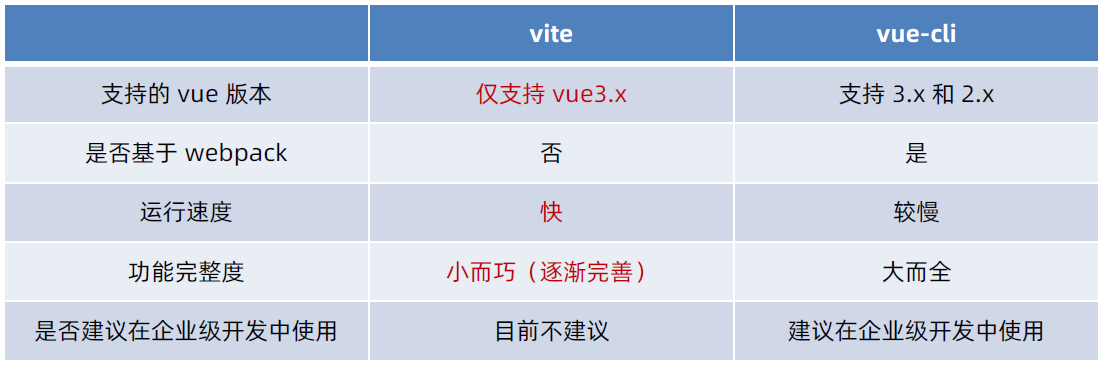 vite vue-cli
支持的 vue 版本 仅支持 vue3.x 支持 3.x 和 2.x
是否基于 webpack 否 是
运行速度 快 较慢
功能完整度 小而巧（逐渐完善） 大而全
是否建议在企业级开发中使用 目前不建议 建议在企业级开发中使用